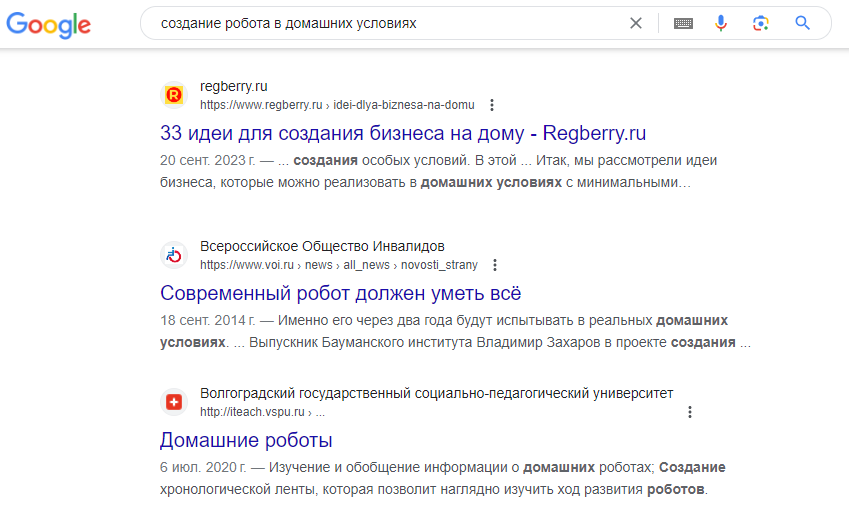 Google
создание робота в домашних условиях
regberry.ru
https://www.regberry.ru › idei-dlya-biznesa-na-domu
33 идеи для создания бизнеса на дому - Regberry.ru
20 сент. 2023 г. — ... создания особых условий. В этой ... Итак, мы рассмотрели идеи
бизнеса, которые можно реализовать в домашних условиях с минимальными...
Всероссийское Общество Инвалидов
https://www.voi.ru › news › all_news › novosti_strany
Современный робот должен уметь всё
18 сент. 2014 г. — Именно его через два года будут испытывать в реальных домашних
условиях. ... Выпускник Бауманского института Владимир Захаров в проекте создания ...
Волгоградский государственный социально-педагогический университет
http://iteach.vspu.ru › ...
Домашние роботы
6 июл. 2020 г. — Изучение и обобщение информации о домашних роботах; Создание
хронологической ленты, которая позволит наглядно изучить ход развития роботов.